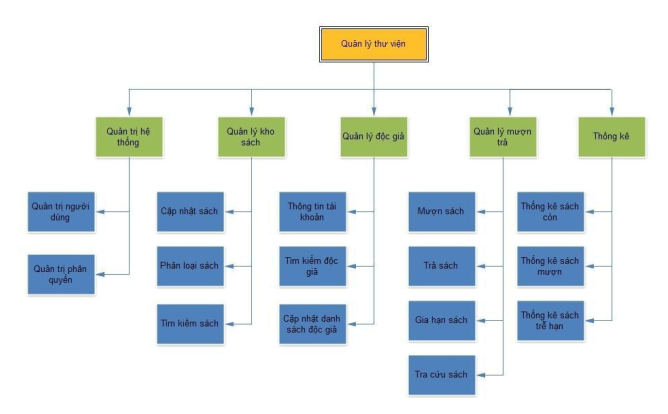 Quản lý thư viện
Quản trị hệ
thống
Quản lý kho
sách
Quản lý độc giả
Quản lý mượn
trả
Thống kê
Quản trị người
dùng
Quản trị phân
quyền
Cập nhật sách
Phân loại sách
Tìm kiếm sách
Thông tin tài
khoản
Tìm kiếm độc
giả
Cập nhật danh
sách độc giả
Mượn sách
Trả sách
Gia hạn sách
Tra cứu sách
Thống kê sách
còn
Thống kê sách
mượn
Thống kê sách
trễ hạn